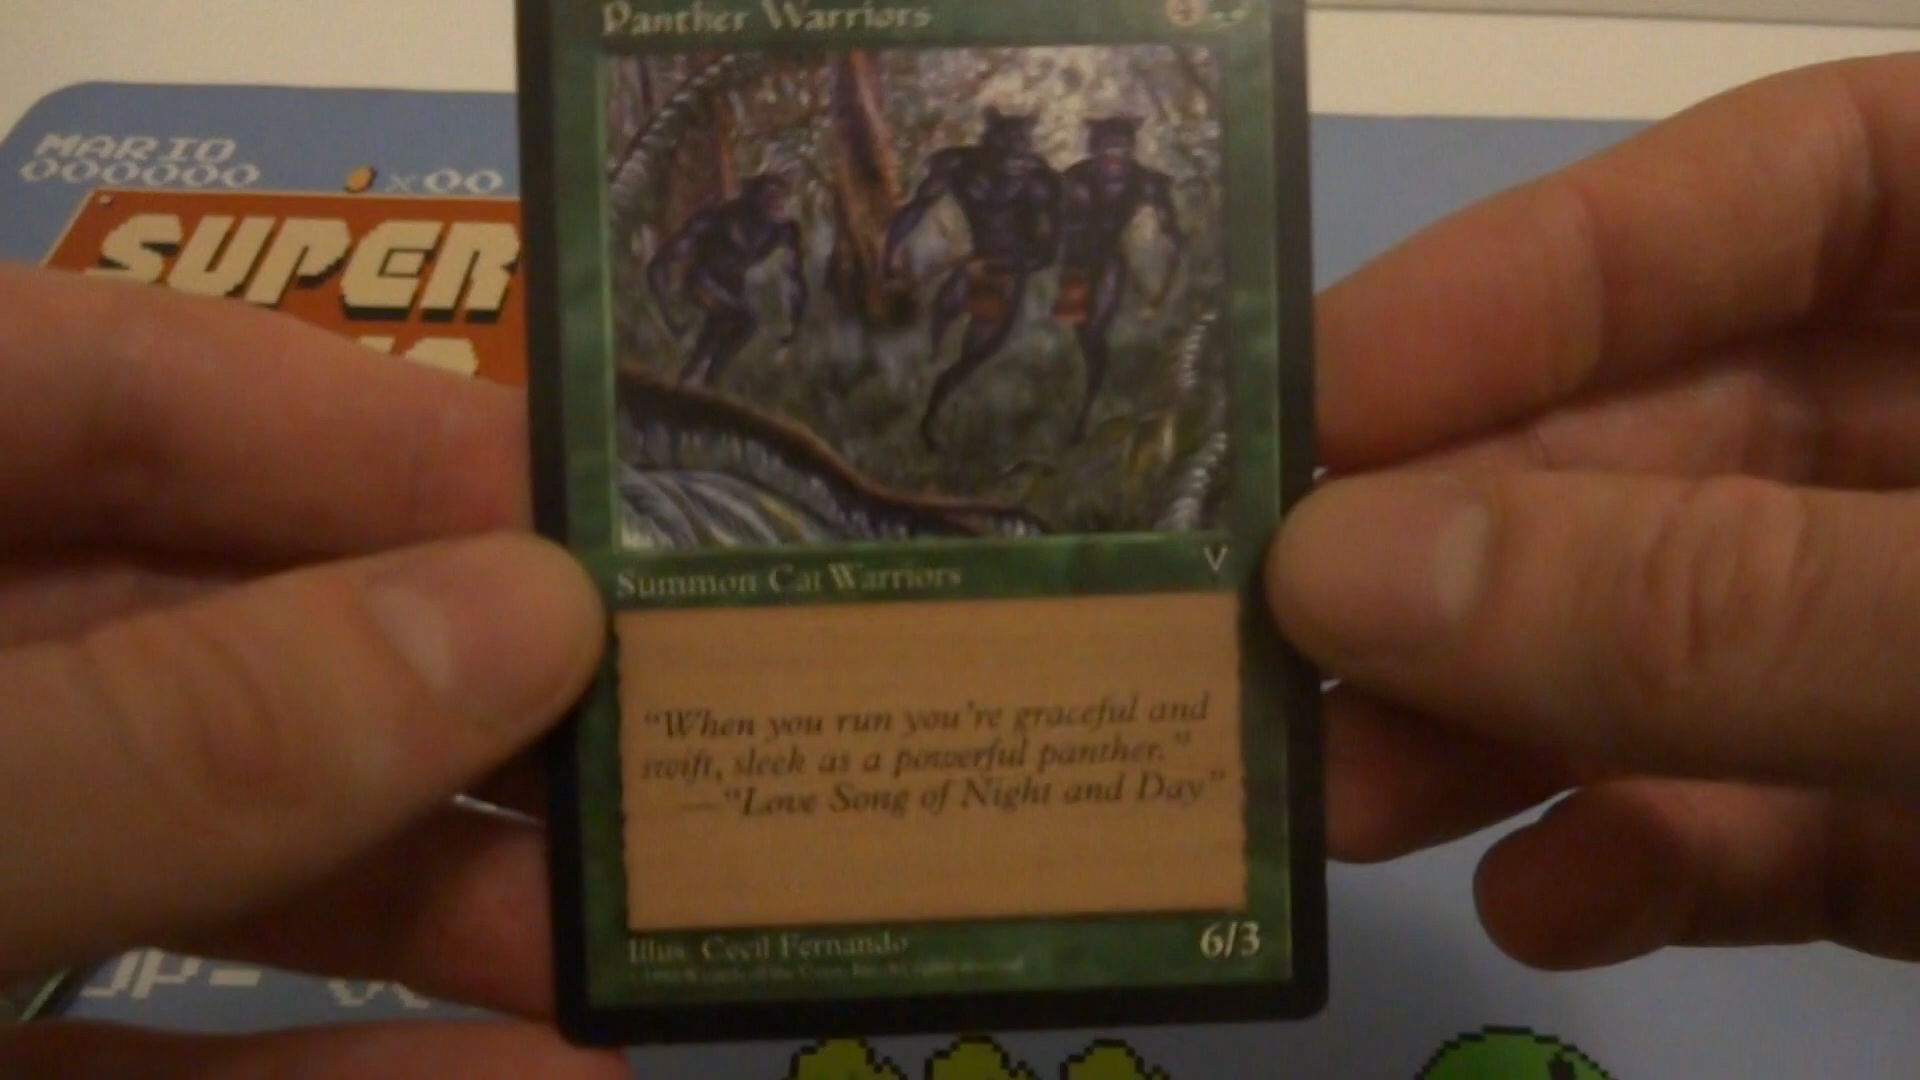 Panther Warriors
4
MARIO
000000 x00
SUPER
Summon Cat Warriors
V
"When you run you're graceful and
swift, sleek as a powerful panther."
—"Love Song of Night and Day"
Illus. Cecil Fernando
6/3